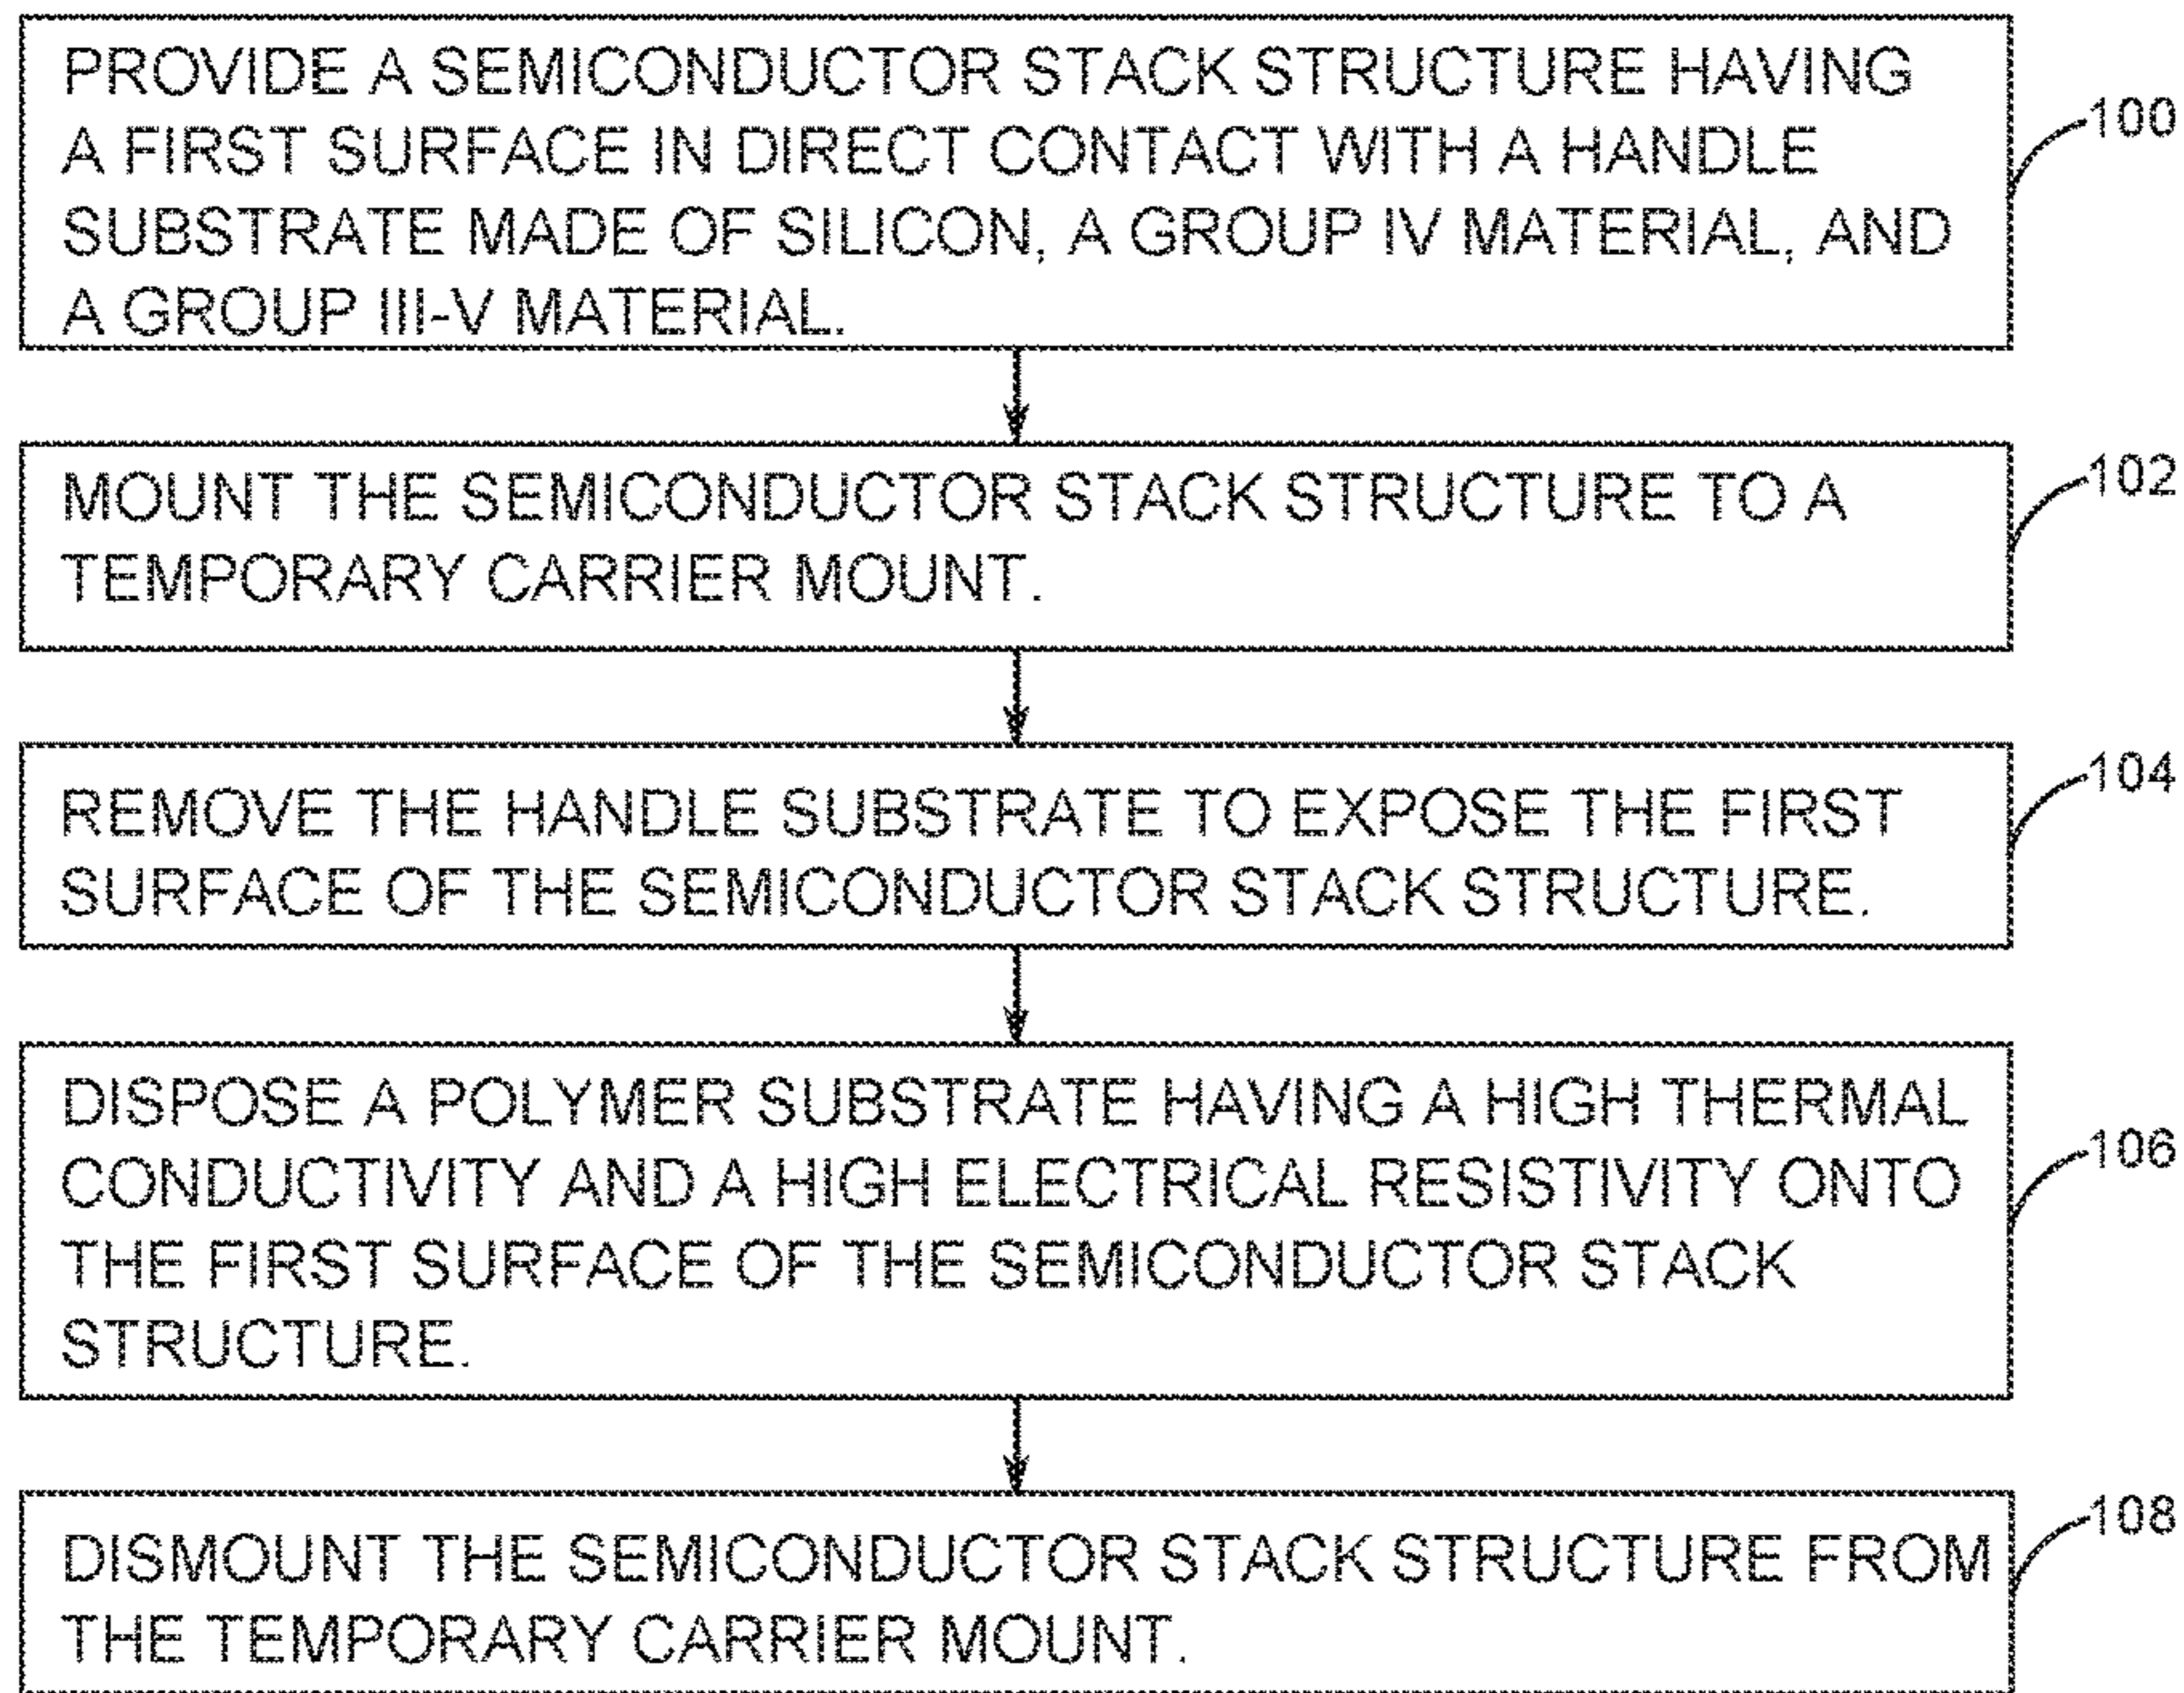 PROVIDE A SEMICONDUCTOR STACK STRUCTURE HAVING
A FIRST SURFACE IN DIRECT CONTACT WITH A HANDLE
SUBSTRATE MADE OF SILICON, A GROUP IV MATERIAL, AND
A GROUP III-V MATERIAL.
100
MOUNT THE SEMICONDUCTOR STACK STRUCTURE TO A
TEMPORARY CARRIER MOUNT.
102
REMOVE THE HANDLE SUBSTRATE TO EXPOSE THE FIRST
SURFACE OF THE SEMICONDUCTOR STACK STRUCTURE.
104
DISPOSE A POLYMER SUBSTRATE HAVING A HIGH THERMAL
CONDUCTIVITY AND A HIGH ELECTRICAL RESISTIVITY ONTO
THE FIRST SURFACE OF THE SEMICONDUCTOR STACK
STRUCTURE.
106
DISMOUNT THE SEMICONDUCTOR STACK STRUCTURE FROM
THE TEMPORARY CARRIER MOUNT.
108